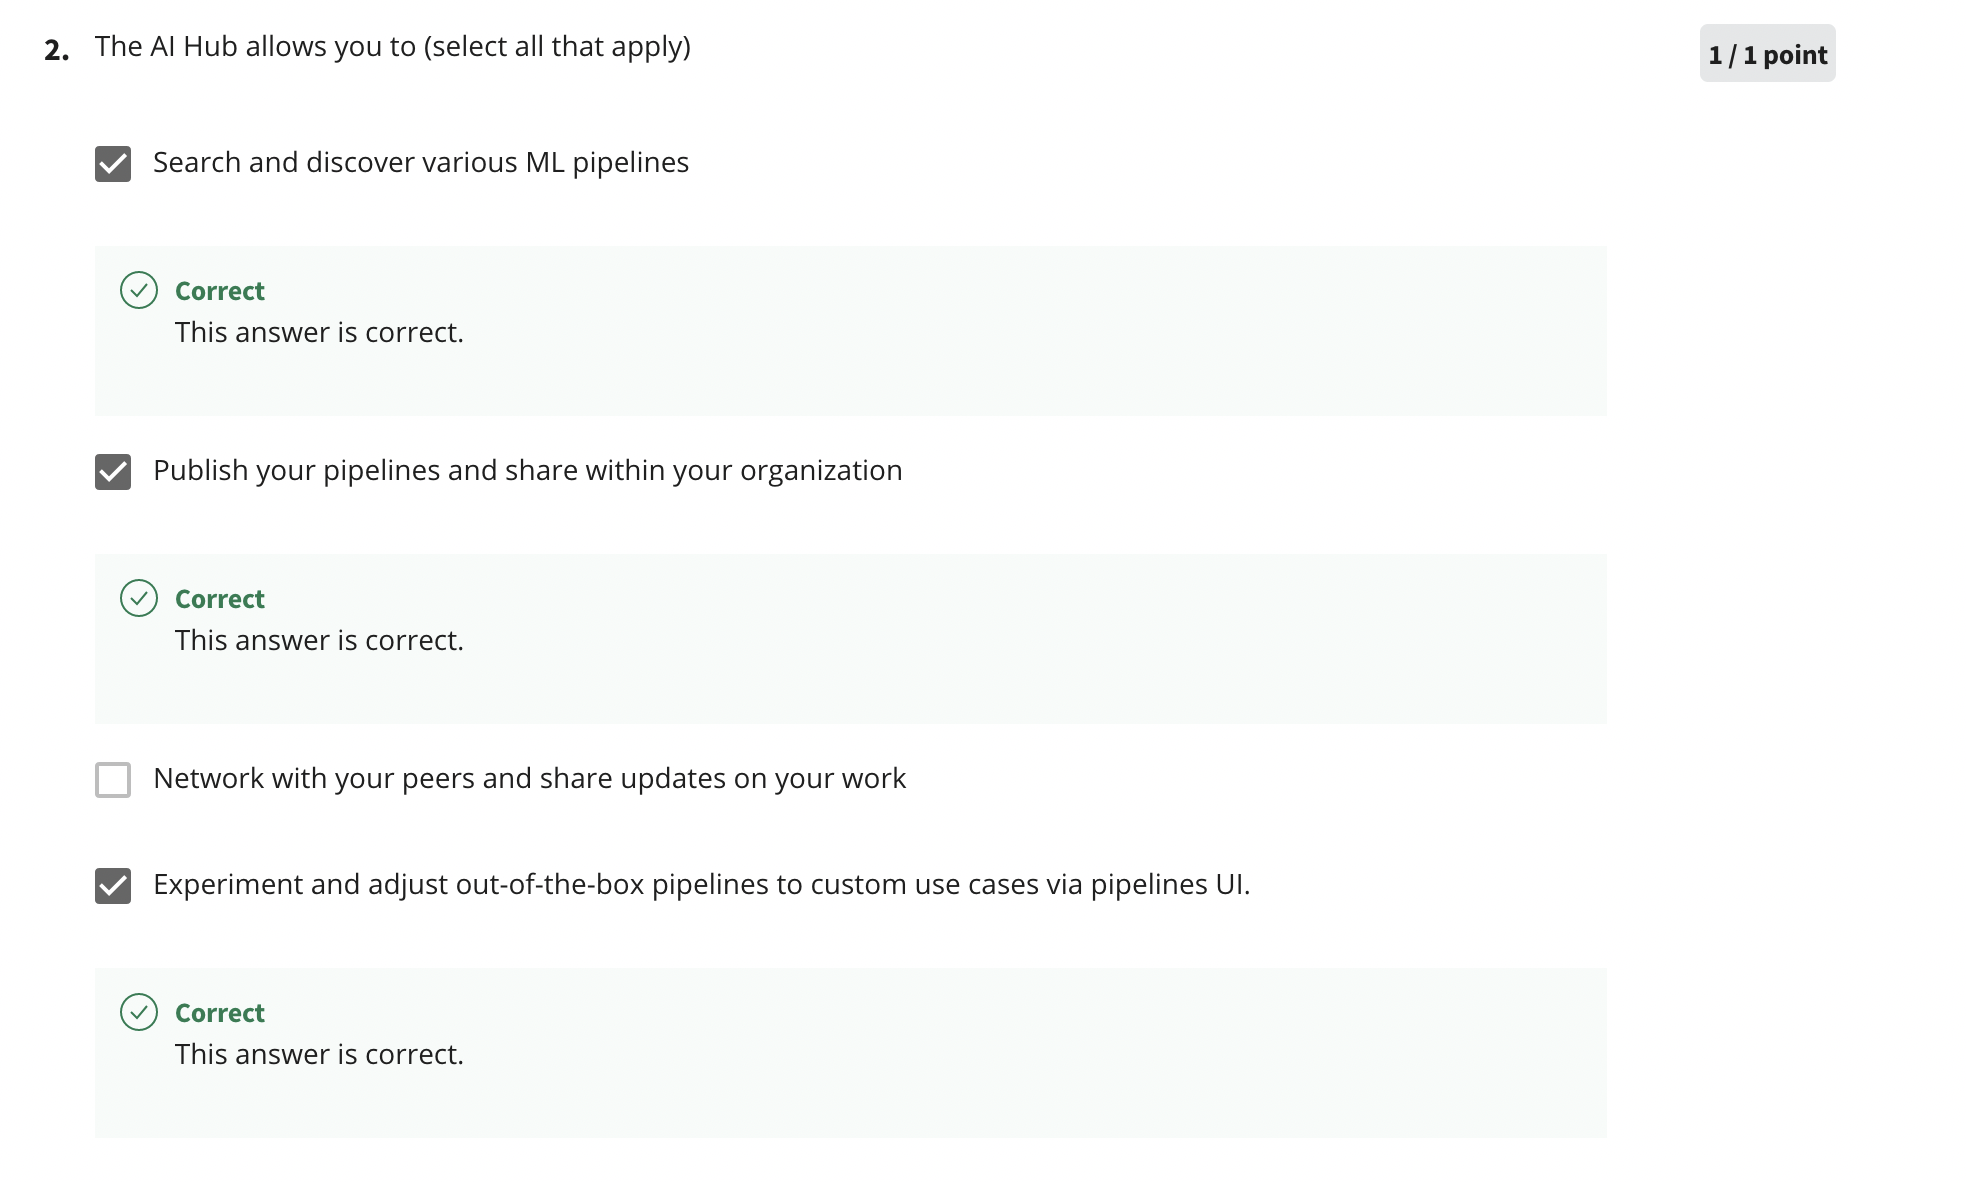 2. The AI Hub allows you to (select all that apply)
1 / 1 point
Search and discover various ML pipelines
Correct
This answer is correct.
Publish your pipelines and share within your organization
Correct
This answer is correct.
Network with your peers and share updates on your work
Experiment and adjust out-of-the-box pipelines to custom use cases via pipelines UI.
Correct
This answer is correct.